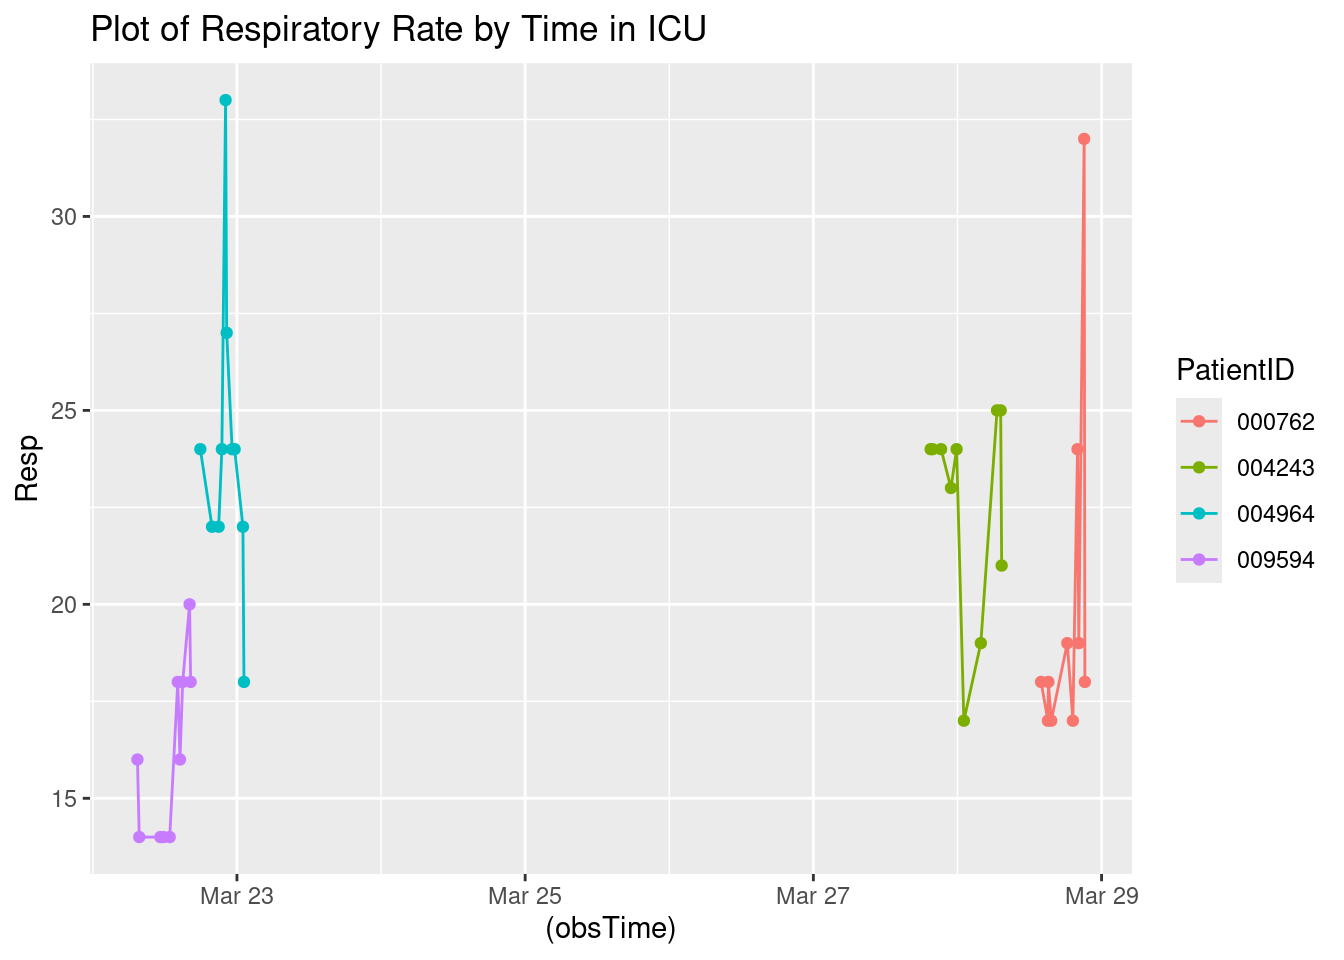 Plot of Respiratory Rate by Time in ICU
30
25
20
15
Resp
Mar 23
Mar 25
Mar 27
Mar 29
(obsTime)
PatientID
000762
004243
004964
009594